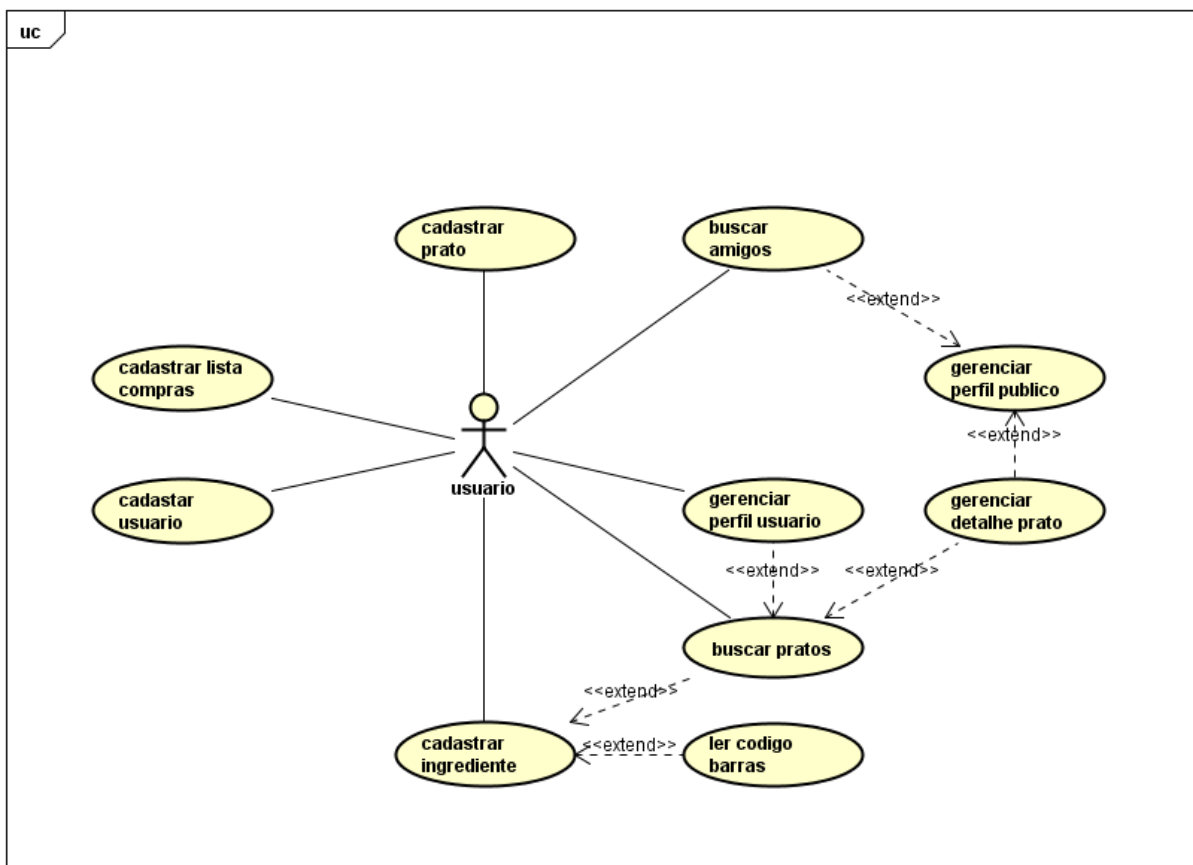 uc
cadastrar
prato
buscar
amigos
<<extend>>
cadastrar lista
compras
gerenciar
perfil publico
<<extend>>
usuario
cadastar
usuario
gerenciar
perfil usuario
gerenciar
detalhe prato
<<extend>>
<<extend>>
buscar pratos
<<extend>>
cadastrar
ingrediente
<<extend>>
ler codigo
barras